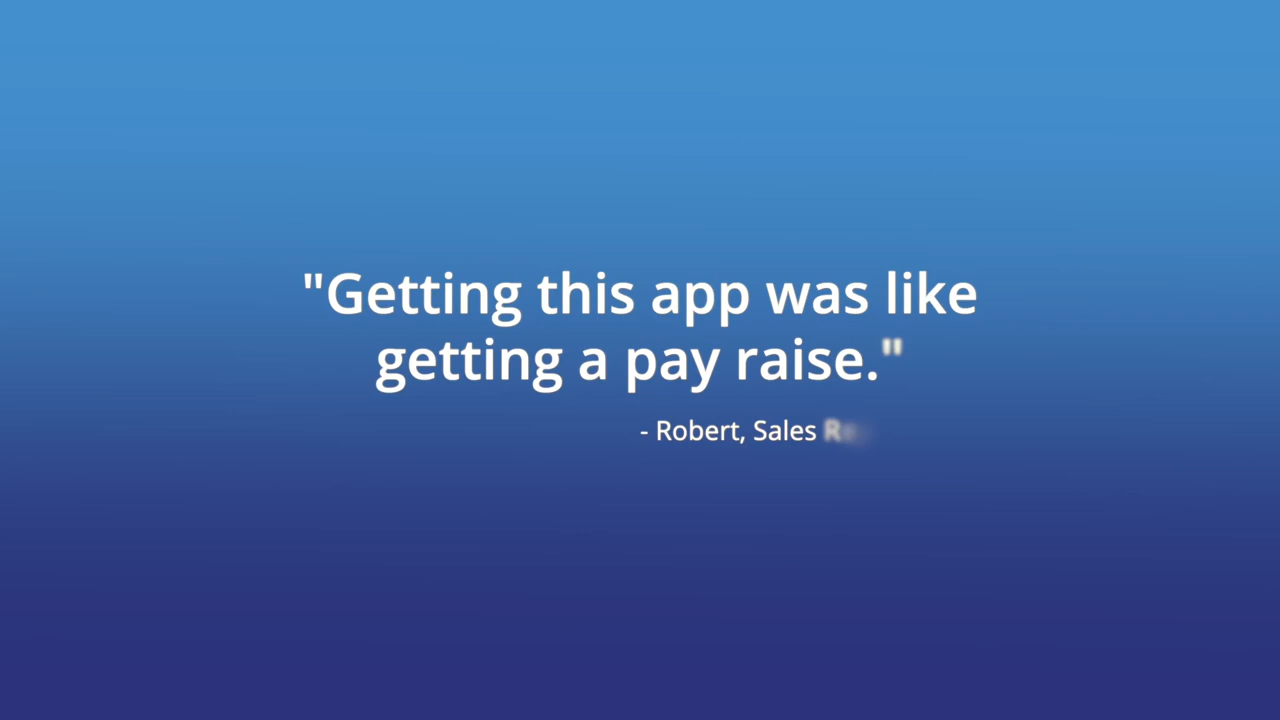 "Getting this app was like
getting a pay raise."
- Robert, Sales